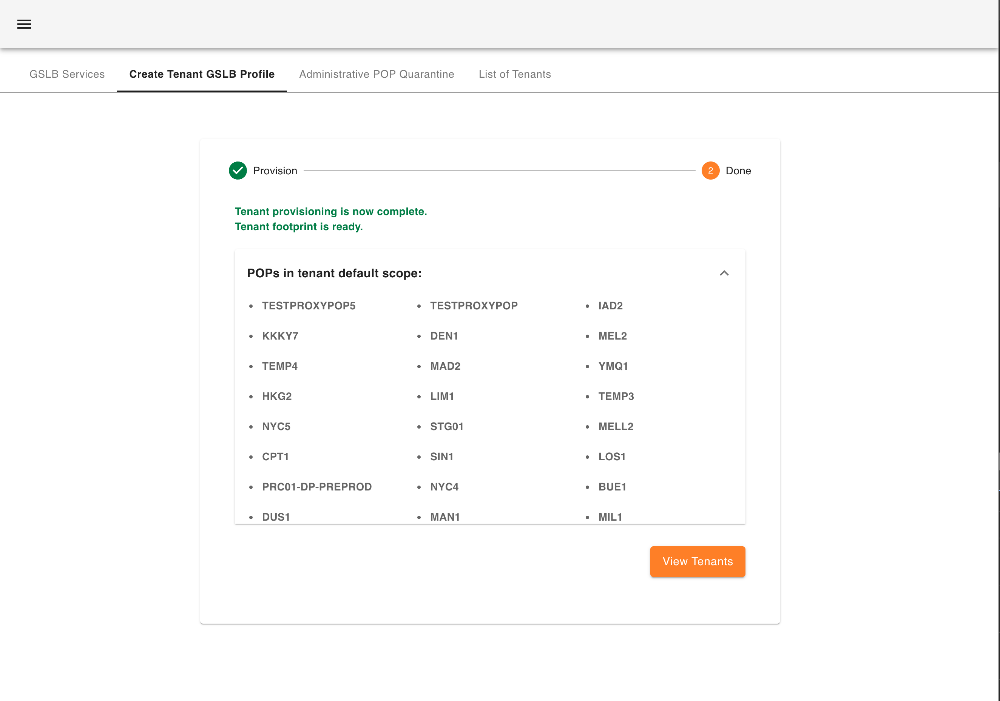 GSLB Services Create Tenant GSLB Profile Administrative POP Quarantine List of Tenants
Provision 2 Done
Tenant provisioning is now complete.
Tenant footprint is ready.
POPs in tenant default scope:
• TESTPROXYPOP5 • TESTPROXYPOP • IAD2
• KKKY7 • DEN1 • MEL2
• TEMP4 • MAD2 • YMQ1
• HKG2 • LIM1 • TEMP3
• NYC5 • STG01 • MELL2
• CPT1 • SIN1 • LOS1
• PRC01-DP-PREPROD • NYC4 • BUE1
• DUS1 • MAN1 • MIL1
View Tenants